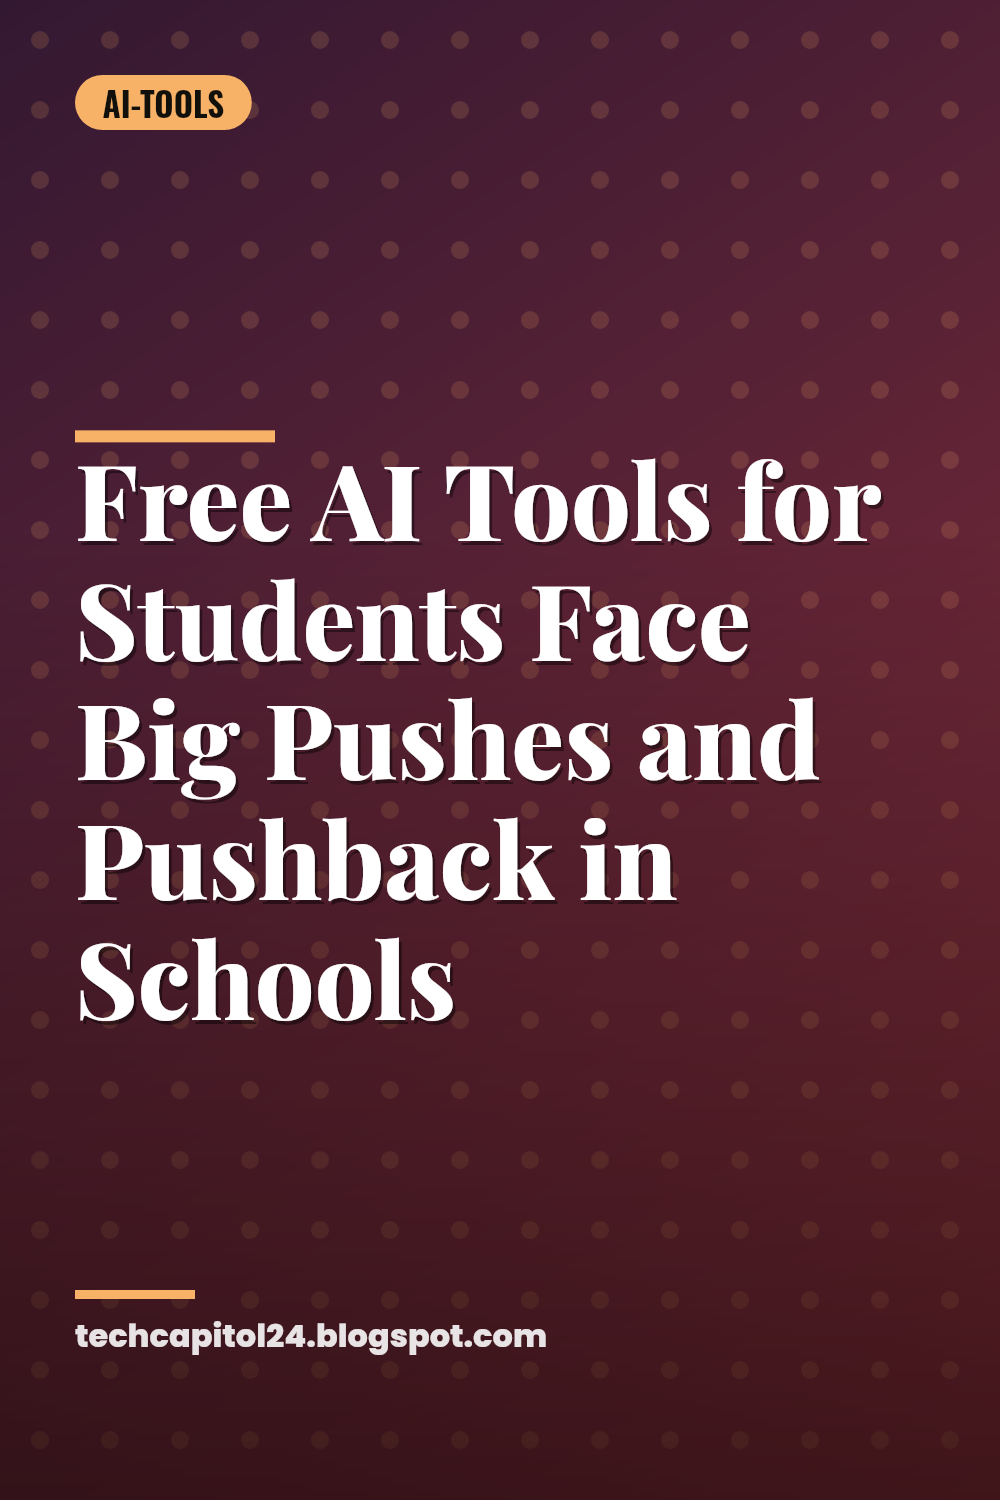 AI-TOOLS
Free AI Tools for
Students Face
Big Pushes and
Pushback in
Schools
techcapitol24.blogspot.com